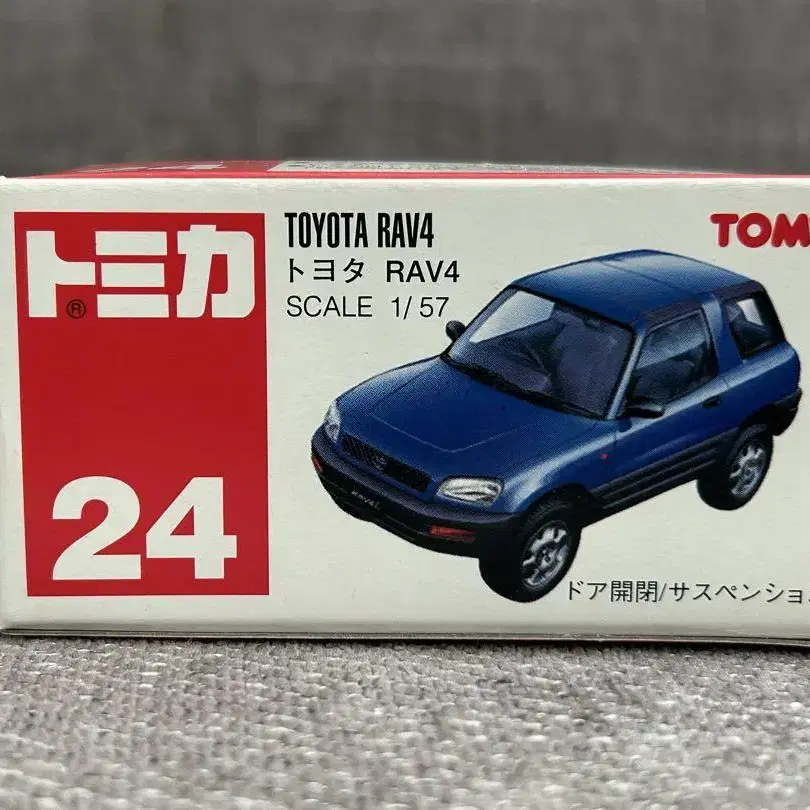 トミカ
®
24
TOYOTA RAV4
トヨタ RAV4
SCALE 1/57
TOM
RAV4
ドア開閉/サスペンショ